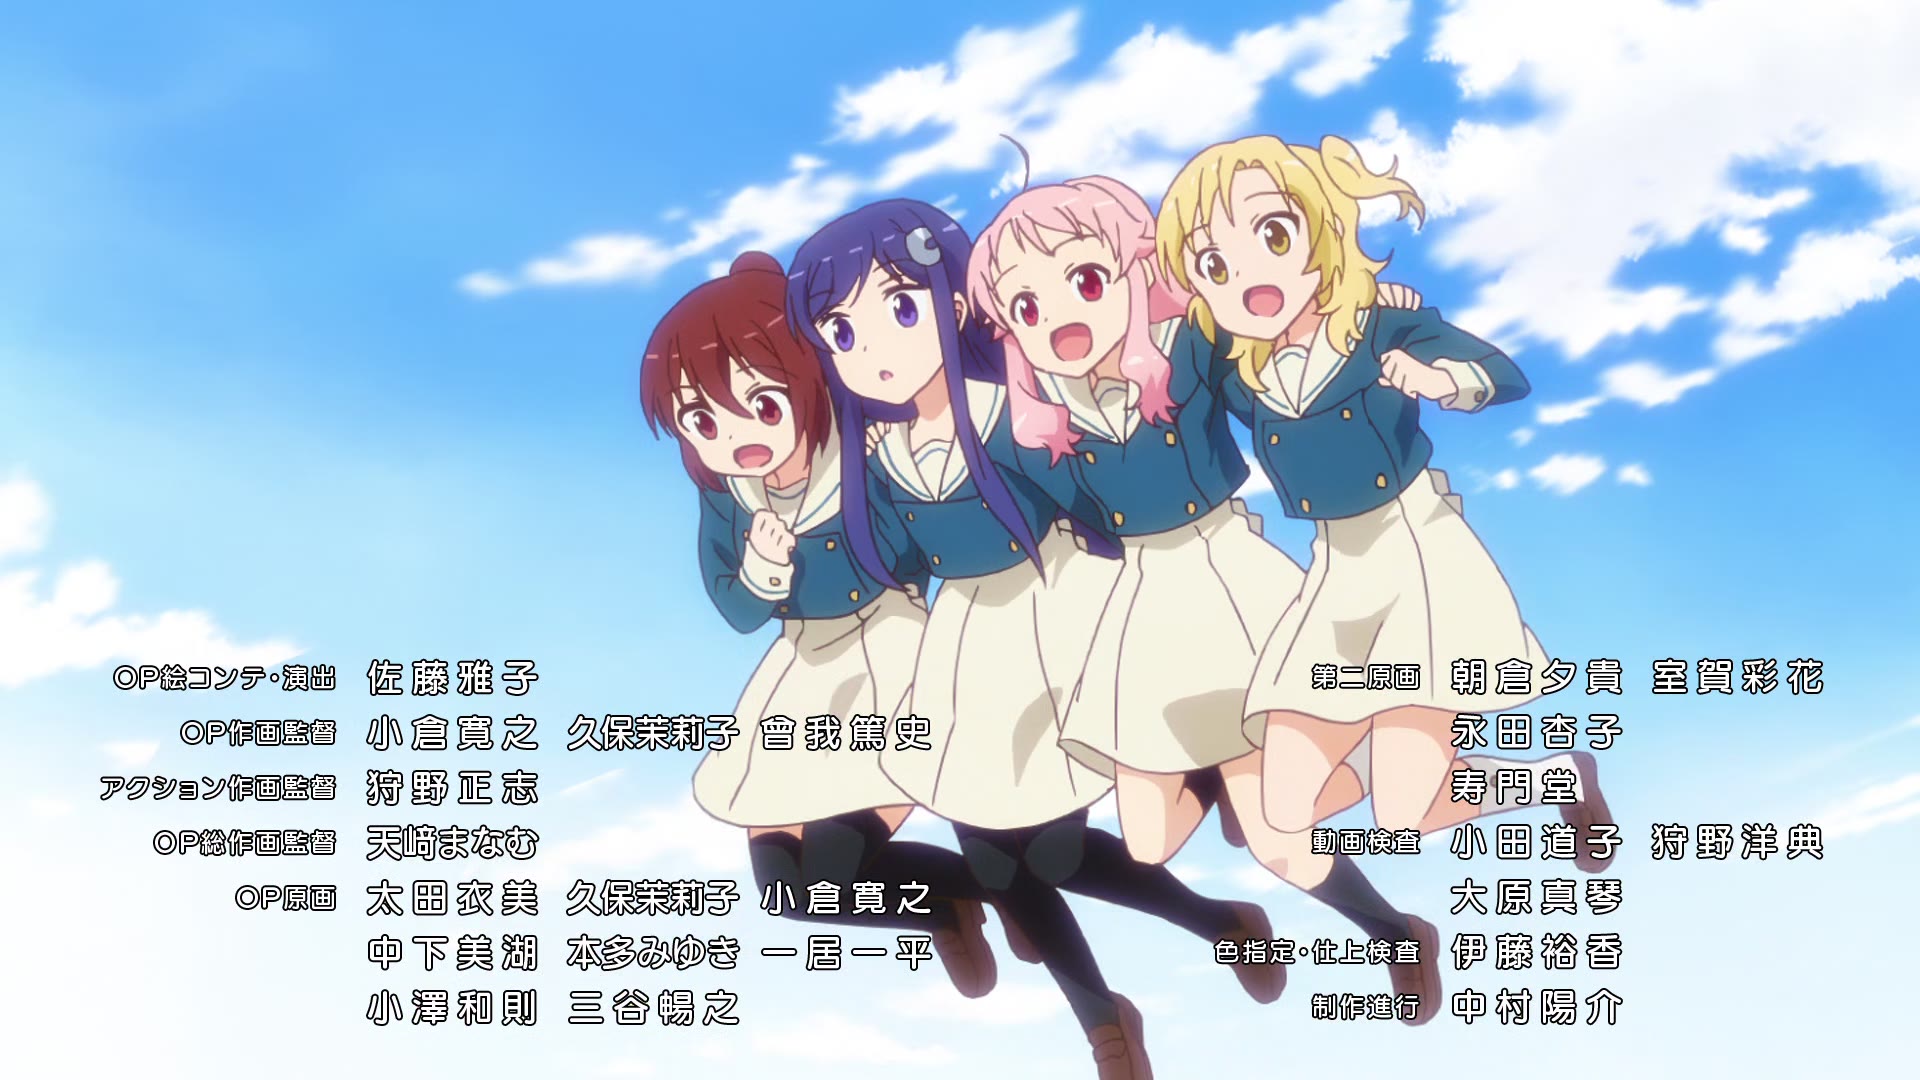 OP絵コンテ・演出 佐藤雅子
OP作画監督 小倉寛之 久保茉莉子 曾我篤史
アクション作画監督 狩野正志
OP総作画監督 天﨑まなむ
OP原画 太田衣美 久保茉莉子 小倉寛之
中下美湖 本多みゆき 一居一平
小澤和則 三谷暢之
第二原画 朝倉夕貴 室賀彩花
永田杏子
寿門堂
動画検査 小田道子 狩野洋典
大原真琴
色指定・仕上検査 伊藤裕香
制作進行 中村陽介